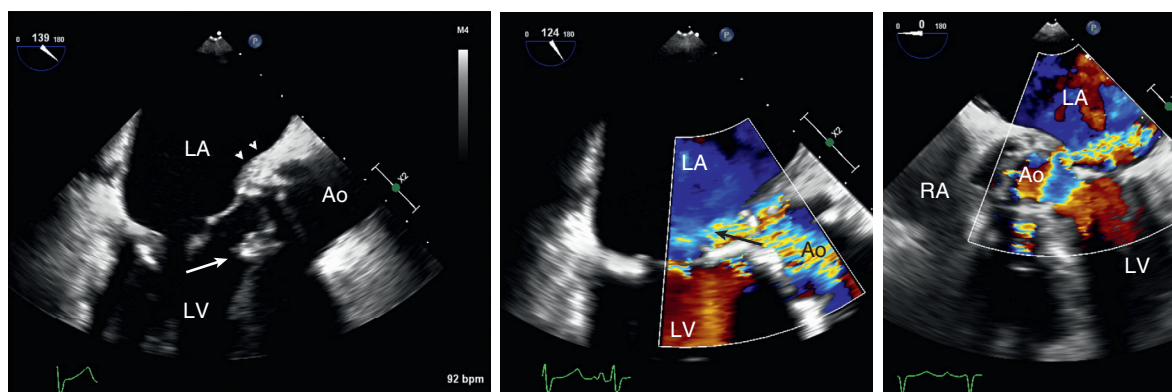 0 139 180
P
M4
LA
Ao
X2
LV
92 bpm
0 124 180
P
X2
LA
Ao
LV
0 0 180
P
LA
Ao
RA
LV